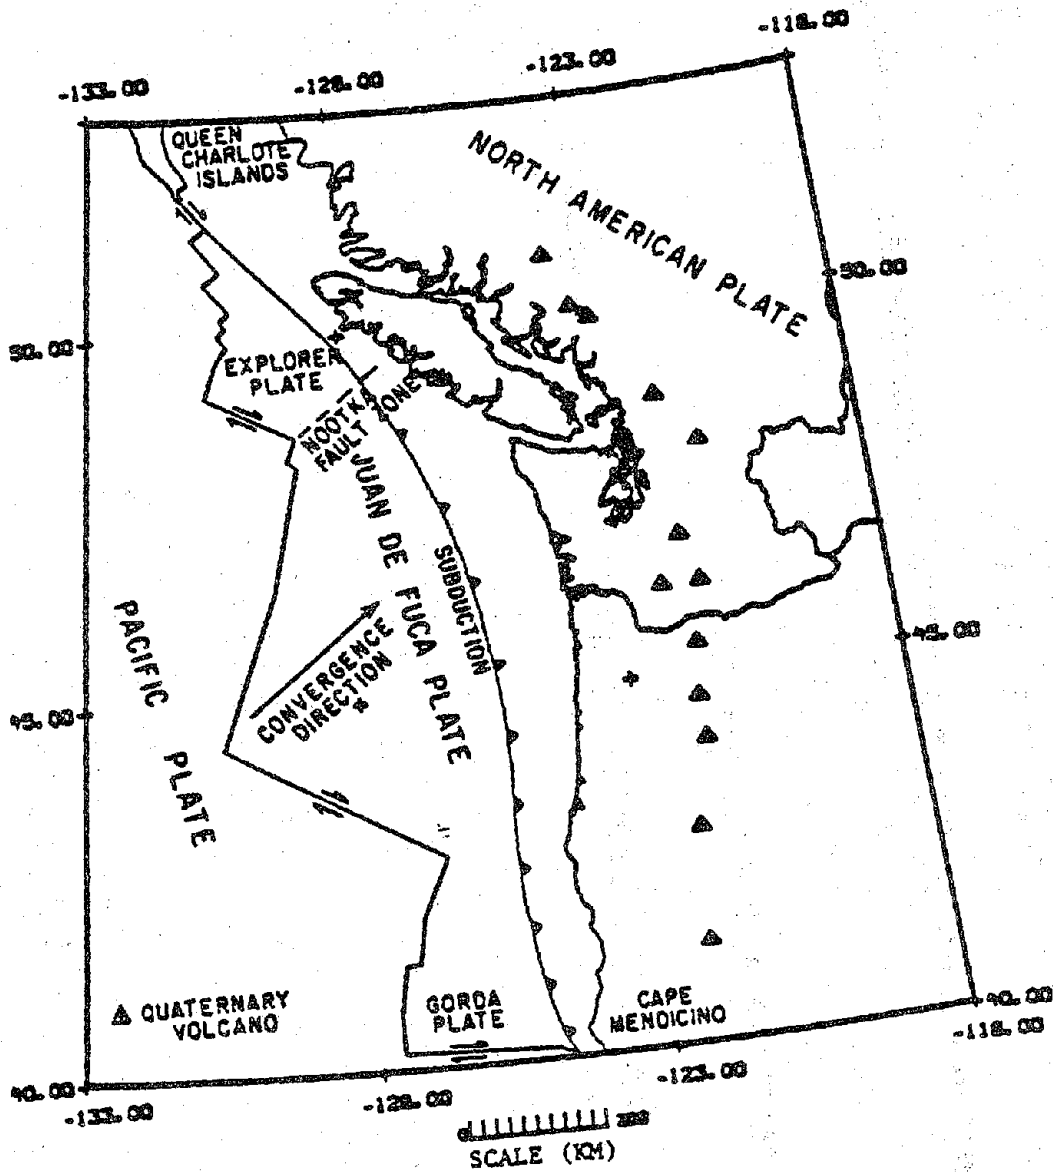 -118.00
-123.00
-128.00
-133.00
QUEEN
CHARLOTE
ISLANDS
NORTH AMERICAN PLATE
50.00
50.00
EXPLORER
PLATE
NOOTKA
FAULT ZONE
JUAN DE FUCA PLATE
SUBDUCTION
PACIFIC
PLATE
CONVERGENCE
DIRECTION
45.00
45.00
QUATERNARY
VOLCANO
GORDA
PLATE
CAPE
MENDICINO
40.00
40.00
-133.00
-128.00
-123.00
-118.00
0
SCALE (KM)